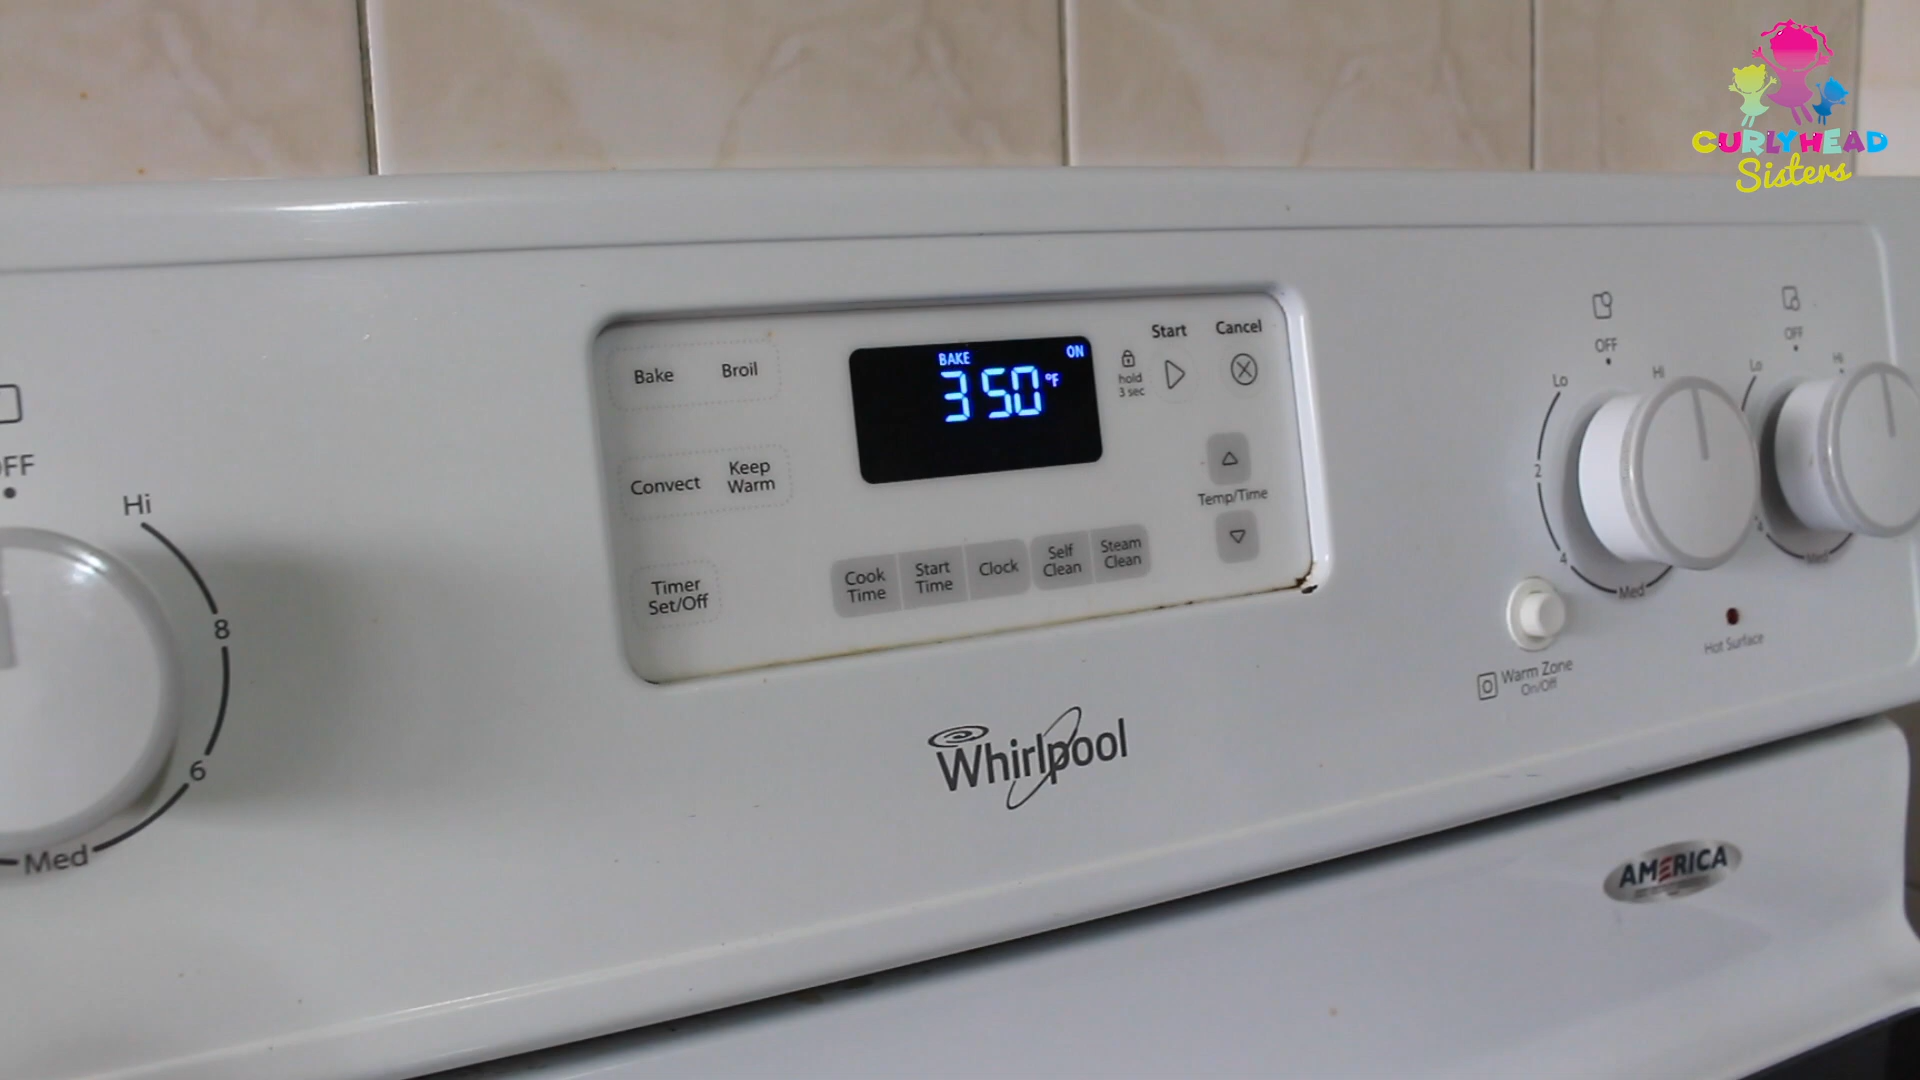 CURLYHEAD
Sisters
Bake
Broil
BAKE
ON
350°F
Start
Cancel
hold
3 sec
Convect
Keep
Warm
Temp/Time
Timer
Set/Off
Cook
Time
Start
Time
Clock
Self
Clean
Steam
Clean
Whirlpool
OFF
Hi
8
6
Med
OFF
Lo
Hi
2
4
Med
OFF
Lo
Hi
Med
Warm Zone
On/Off
Hot Surface
AMERICA